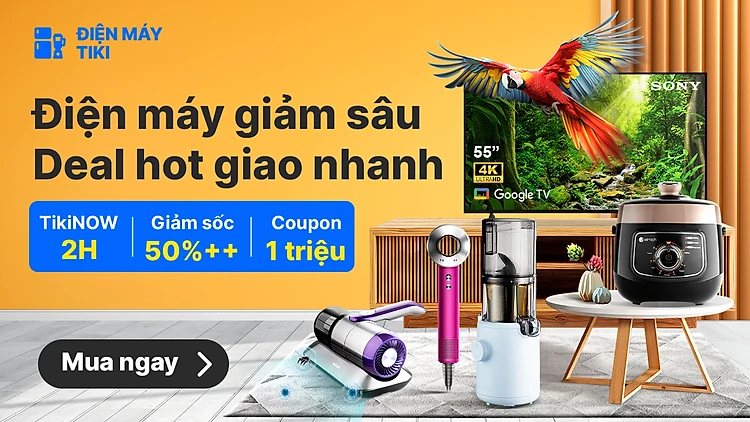 ĐIỆN MÁY
TIKI
Điện máy giảm sâu
Deal hot giao nhanh
TikiNOW
2H
Giảm sốc
50%++
Coupon
1 triệu
Mua ngay
SONY
55”
4K
ULTRA HD
Google TV